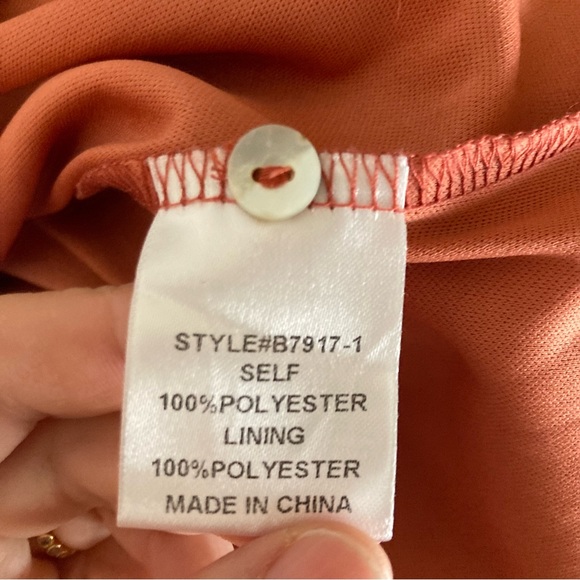 STYLE#B7917-1
SELF
100%POLYESTER
LINING
100%POLYESTER
MADE IN CHINA